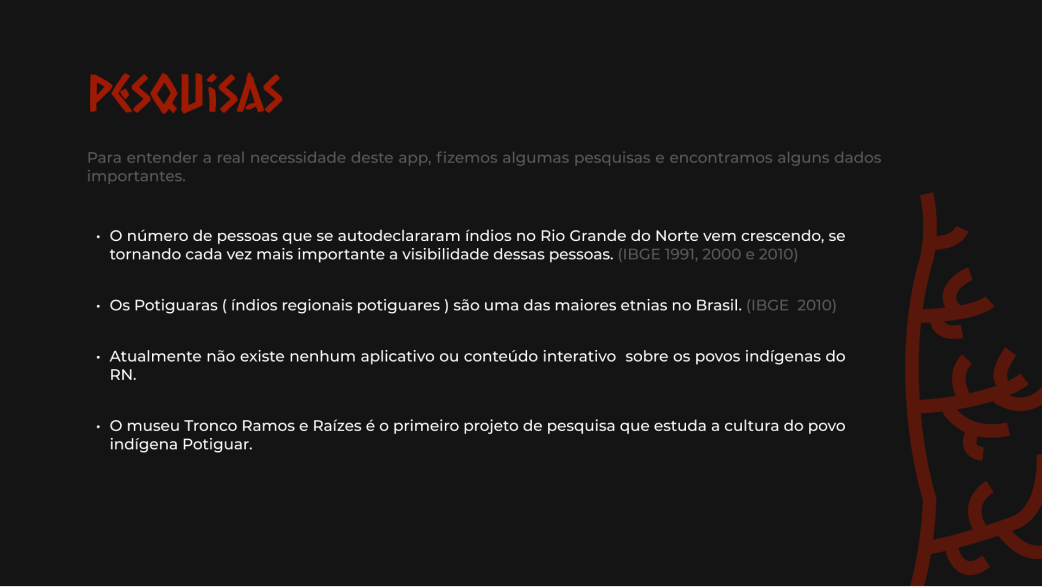 PESQUISAS
Para entender a real necessidade deste app, fizemos algumas pesquisas e encontramos alguns dados
importantes.
• O número de pessoas que se autodeclararam índios no Rio Grande do Norte vem crescendo, se
tornando cada vez mais importante a visibilidade dessas pessoas. (IBGE 1991, 2000 e 2010)
• Os Potiguaras ( índios regionais potiguares ) são uma das maiores etnias no Brasil. (IBGE  2010)
• Atualmente não existe nenhum aplicativo ou conteúdo interativo  sobre os povos indígenas do
RN.
• O museu Tronco Ramos e Raízes é o primeiro projeto de pesquisa que estuda a cultura do povo
indígena Potiguar.